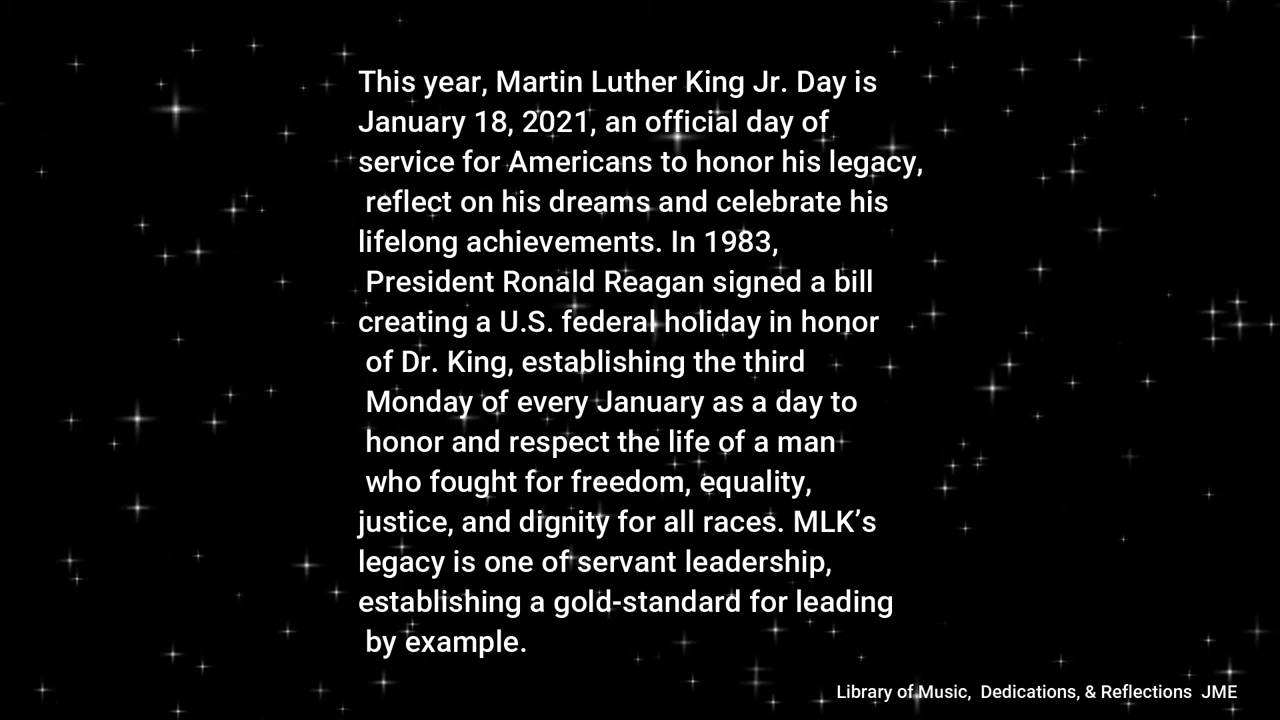 This year, Martin Luther King Jr. Day is
January 18, 2021, an official day of
service for Americans to honor his legacy,
reflect on his dreams and celebrate his
lifelong achievements. In 1983,
President Ronald Reagan signed a bill
creating a U.S. federal holiday in honor
of Dr. King, establishing the third
Monday of every January as a day to
honor and respect the life of a man
who fought for freedom, equality,
justice, and dignity for all races. MLK’s
legacy is one of servant leadership,
establishing a gold-standard for leading
by example.
Library of Music,  Dedications, & Reflections  JME